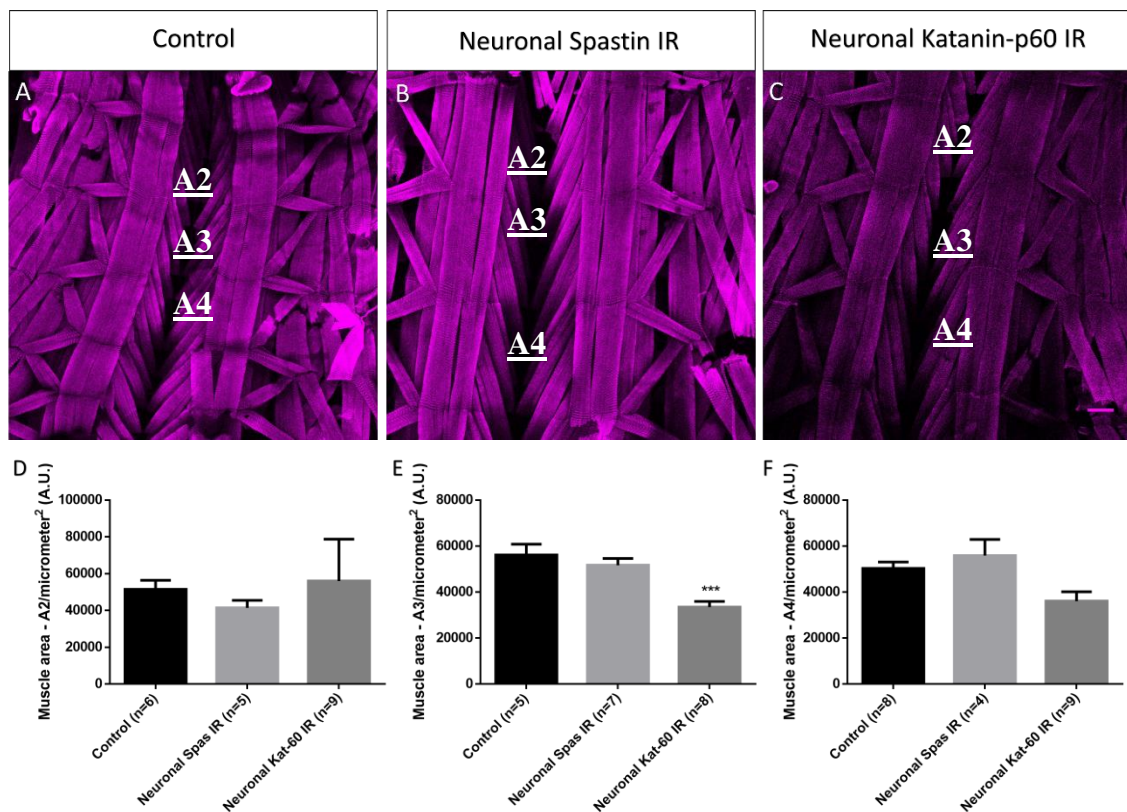 Control
Neuronal Spastin IR
Neuronal Katanin-p60 IR
A
B
C
A2
A3
A4
A2
A3
A4
A2
A3
A4
D
Muscle area - A2/micrometer²  (A.U.)
100000
80000
60000
40000
20000
0
Control (n=6)
Neuronal Spas IR (n=5)
Neuronal Kat-60 IR (n=9)
E
Muscle area - A3/micrometer² (A.U.)
80000
60000
40000
20000
0
***
Control (n=5)
Neuronal Spas IR (n=7)
Neuronal Kat-60 IR (n=8)
F
Muscle area - A4/micrometer² (A.U.)
80000
60000
40000
20000
0
Control (n=8)
Neuronal Spas IR (n=4)
Neuronal Kat-60 IR (n=9)